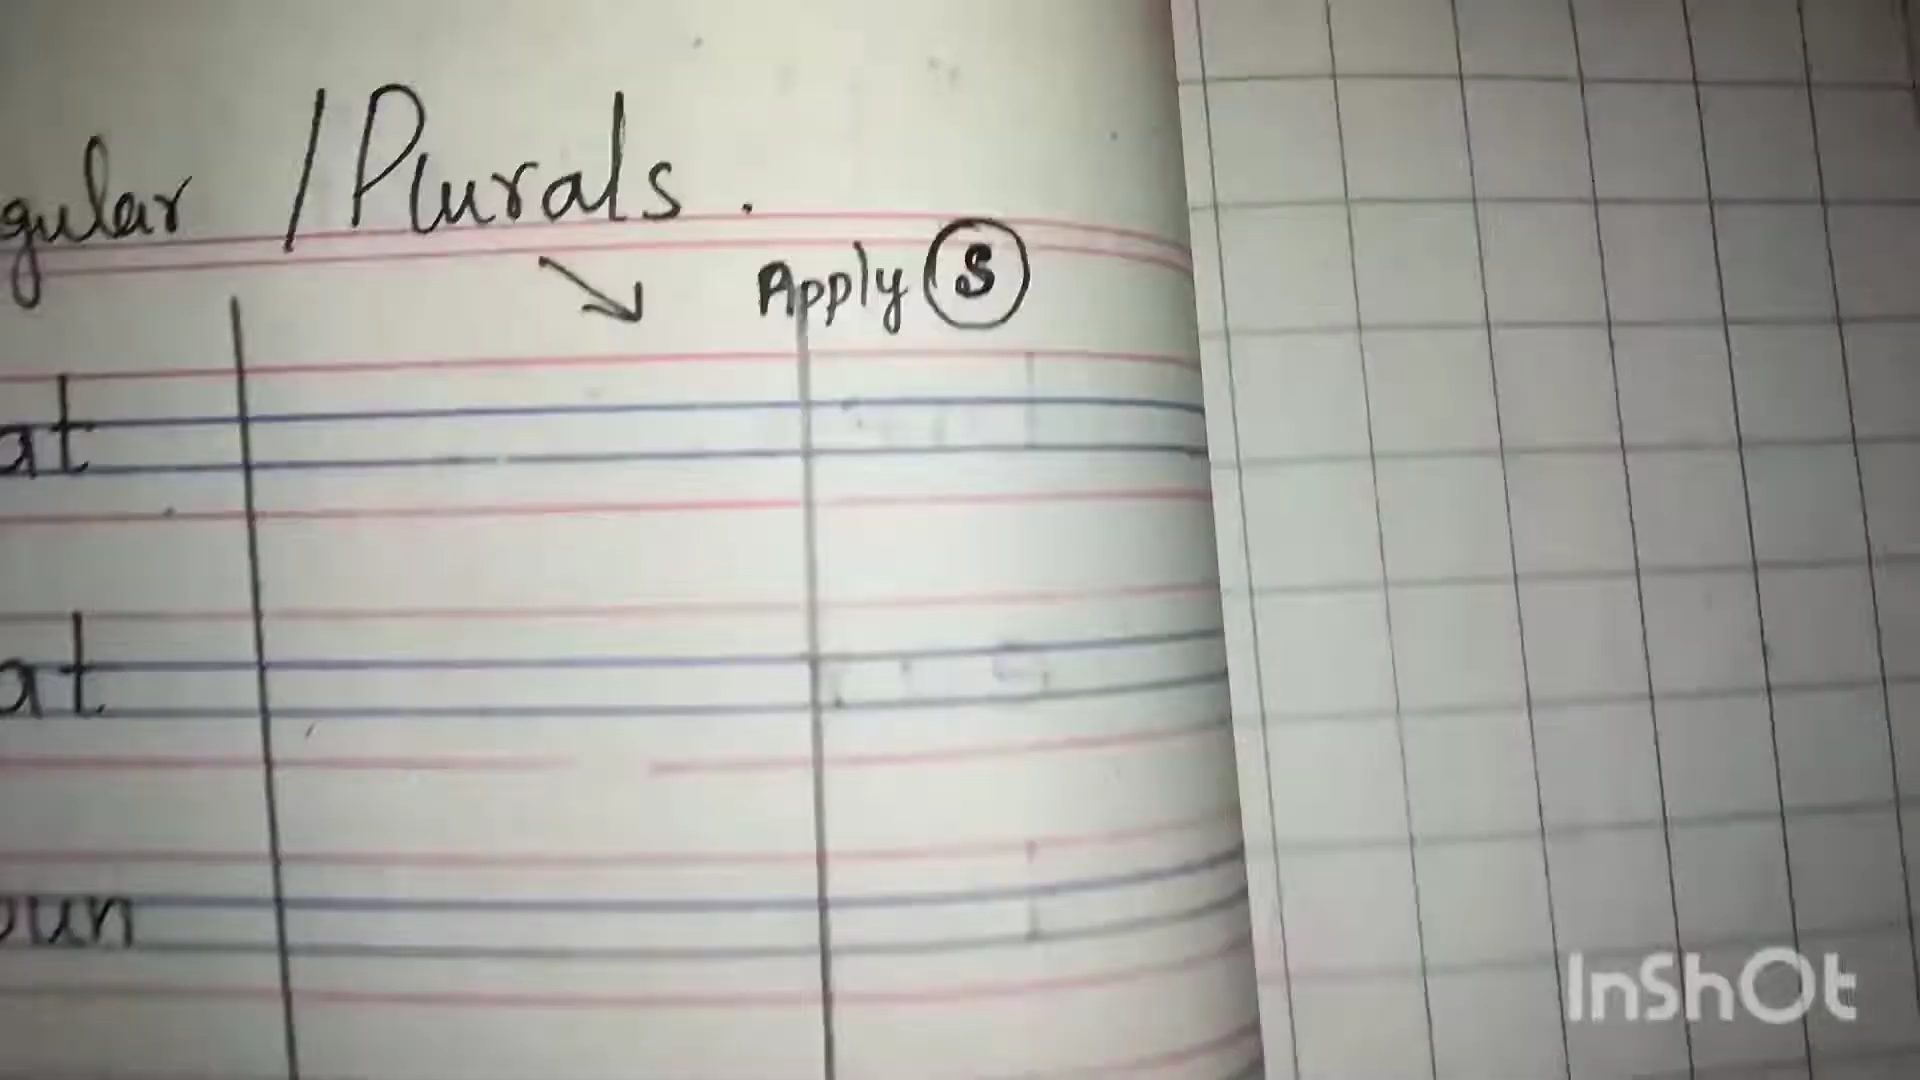 gular / Plurals.
Apply S
at
at
un
InShOt